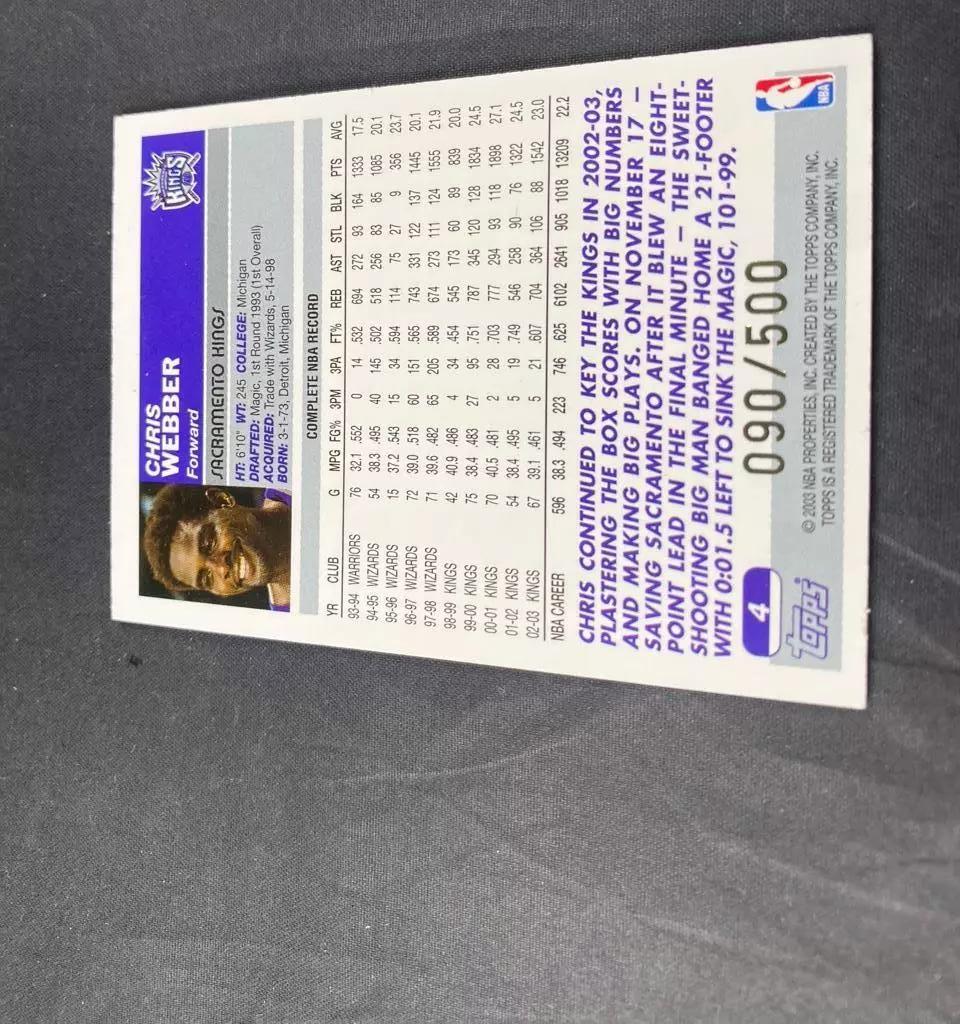 CHRIS
WEBBER
Forward
KINGS
SACRAMENTO KINGS
HT: 6'10" WT: 245 COLLEGE: Michigan
DRAFTED: Magic, 1st Round 1993 (1st Overall)
ACQUIRED: Trade with Wizards, 5-14-98
BORN: 3-1-73, Detroit, Michigan
COMPLETE NBA RECORD
YR CLUB G MPG FG% 3PM 3PA FT% REB AST STL BLK PTS AVG
93-94 WARRIORS 76 32.1 .552 0 14 .532 694 272 93 164 1333 17.5
94-95 WIZARDS 54 38.3 .495 40 145 .502 518 256 83 85 1085 20.1
95-96 WIZARDS 15 37.2 .543 15 34 .594 114 75 27 9 356 23.7
96-97 WIZARDS 72 39.0 .518 60 151 .565 743 331 122 137 1445 20.1
97-98 WIZARDS 71 39.6 .482 65 205 .589 674 273 111 124 1555 21.9
98-99 KINGS 42 40.9 .486 4 34 .454 545 173 60 89 839 20.0
99-00 KINGS 75 38.4 .483 27 95 .751 787 345 120 128 1834 24.5
00-01 KINGS 70 40.5 .481 2 28 .703 777 294 93 118 1898 27.1
01-02 KINGS 54 38.4 .495 5 19 .749 546 258 90 76 1322 24.5
02-03 KINGS 67 39.1 .461 5 21 .607 704 364 106 88 1542 23.0
NBA CAREER 596 38.3 .494 223 746 .625 6102 2641 905 1018 13209 22.2
CHRIS CONTINUED TO KEY THE KINGS IN 2002-03,
PLASTERING THE BOX SCORES WITH BIG NUMBERS
AND MAKING BIG PLAYS. ON NOVEMBER 17 —
SAVING SACRAMENTO AFTER IT BLEW AN EIGHT-
POINT LEAD IN THE FINAL MINUTE — THE SWEET-
SHOOTING BIG MAN BANGED HOME A 21-FOOTER
WITH 0:01.5 LEFT TO SINK THE MAGIC, 101-99.
4
090/500
NBA
TOPPS
© 2003 NBA PROPERTIES, INC. CREATED BY THE TOPPS COMPANY, INC.
TOPPS IS A REGISTERED TRADEMARK OF THE TOPPS COMPANY, INC.